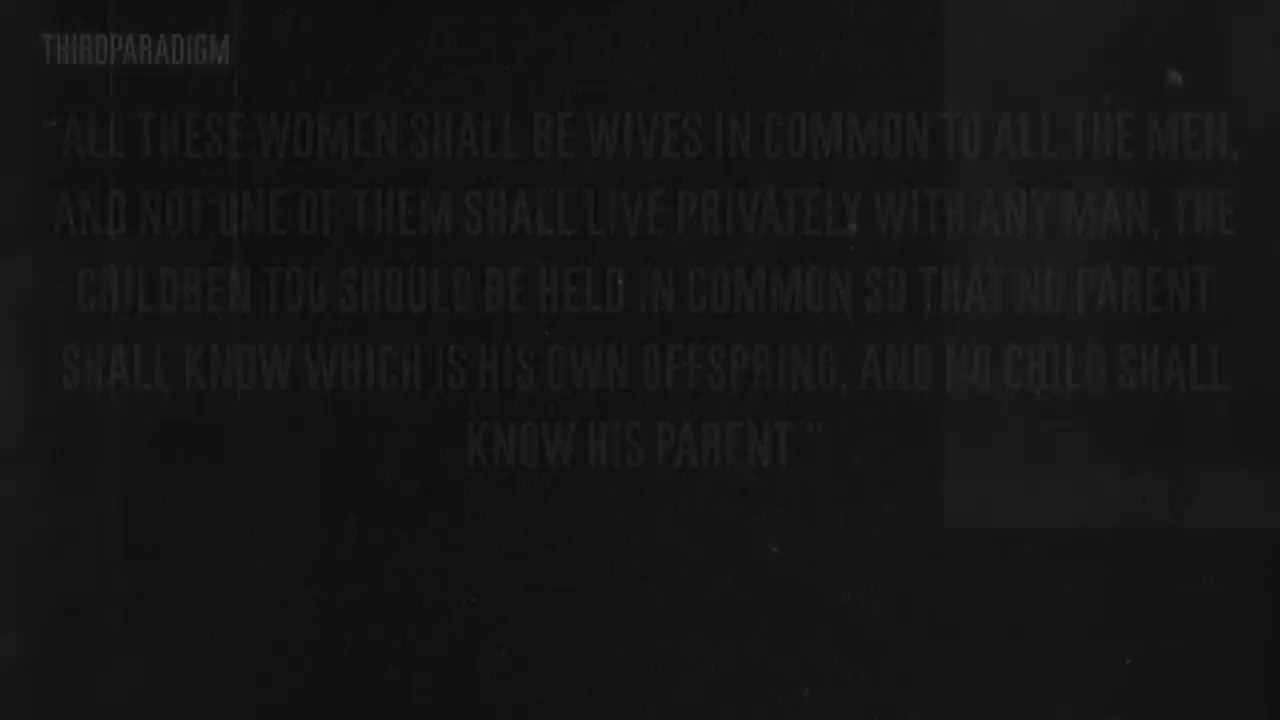 THIRDPARADIGM
"ALL THESE WOMEN SHALL BE WIVES IN COMMON TO ALL THE MEN,
AND NOT ONE OF THEM SHALL LIVE PRIVATELY WITH ANY MAN, THE
CHILDREN TOO SHOULD BE HELD IN COMMON SO THAT NO PARENT
SHALL KNOW WHICH IS HIS OWN OFFSPRING, AND NO CHILD SHALL
KNOW HIS PARENT"